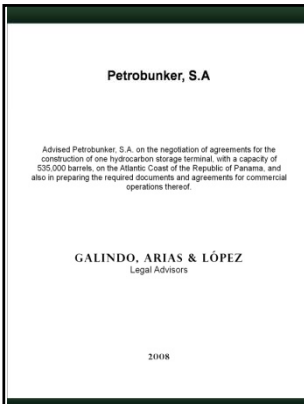 Petrobunker, S.A
Advised Petrobunker, S.A. on the negotiation of agreements for the
construction of one hydrocarbon storage terminal, with a capacity of
535,000 barrels, on the Atlantic Coast of the Republic of Panama, and
also in preparing the required documents and agreements for commercial
operations thereof.
GALINDO, ARIAS & LÓPEZ
Legal Advisors
2008